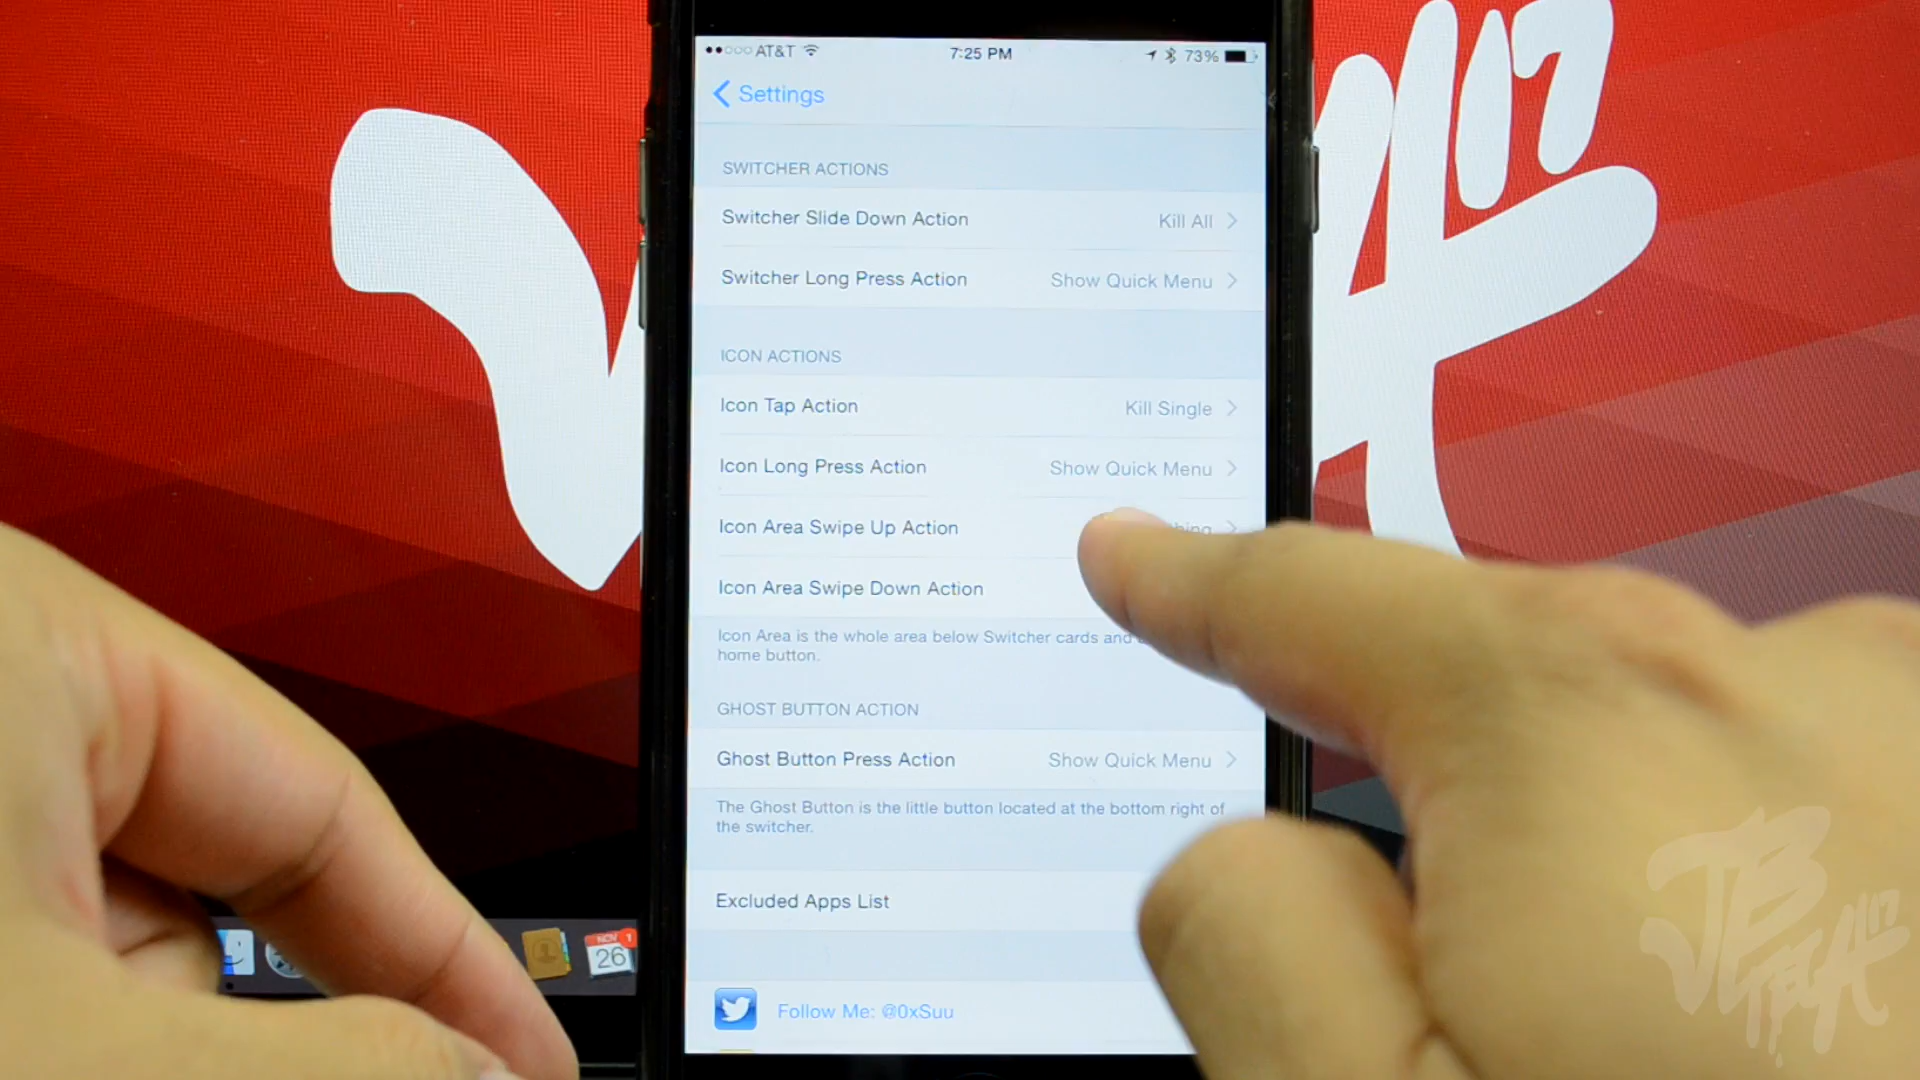 AT&T 7:25 PM 73%
Settings
SWITCHER ACTIONS
Switcher Slide Down Action Kill All
Switcher Long Press Action Show Quick Menu
ICON ACTIONS
Icon Tap Action Kill Single
Icon Long Press Action Show Quick Menu
Icon Area Swipe Up Action
Icon Area Swipe Down Action
Icon Area is the whole area below Switcher cards and
home button.
GHOST BUTTON ACTION
Ghost Button Press Action Show Quick Menu
The Ghost Button is the little button located at the bottom right of
the switcher.
Excluded Apps List
Follow Me: @0xSuu
NOV 1
26
17